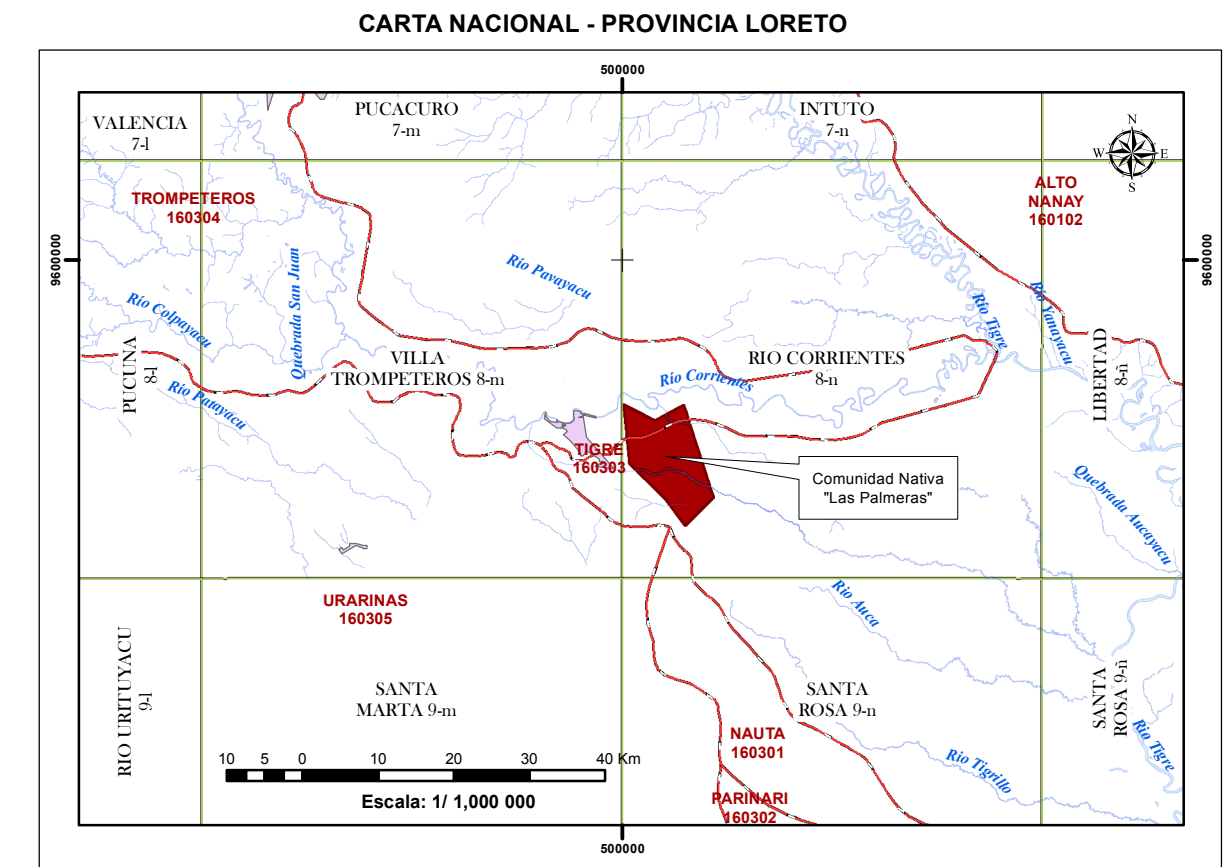 CARTA NACIONAL - PROVINCIA LORETO
500000
VALENCIA
7-l
PUCACURO
7-m
INTUTO
7-n
N
W
E
S
TROMPETEROS
160304
ALTO
NANAY
160102
9600000
9600000
Río Pavayacu
Quebrada San Juan
Río Colpayacu
Río Tigre
Río Yanayacu
PUCUNA
8-l
VILLA
TROMPETEROS 8-m
RIO CORRIENTES
8-n
LIBERTAD
8-ñ
Río Corrientes
Río Patayacu
TIGRE
160303
Comunidad Nativa
"Las Palmeras"
Quebrada Aucayacu
URARINAS
160305
Río Auca
RIO URITUYACU
9-l
SANTA
MARTA 9-m
SANTA
ROSA 9-n
SANTA
ROSA 9-ñ
NAUTA
160301
Río Tigrillo
Río Tigre
10 5 0 10 20 30 40 Km
Escala: 1/ 1,000 000
PARINARI
160302
500000